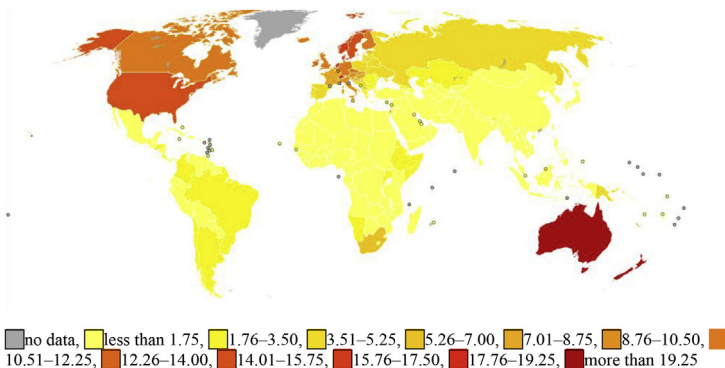 no data, less than 1.75, 1.76–3.50, 3.51–5.25, 5.26–7.00, 7.01–8.75, 8.76–10.50,
10.51–12.25, 12.26–14.00, 14.01–15.75, 15.76–17.50, 17.76–19.25, more than 19.25